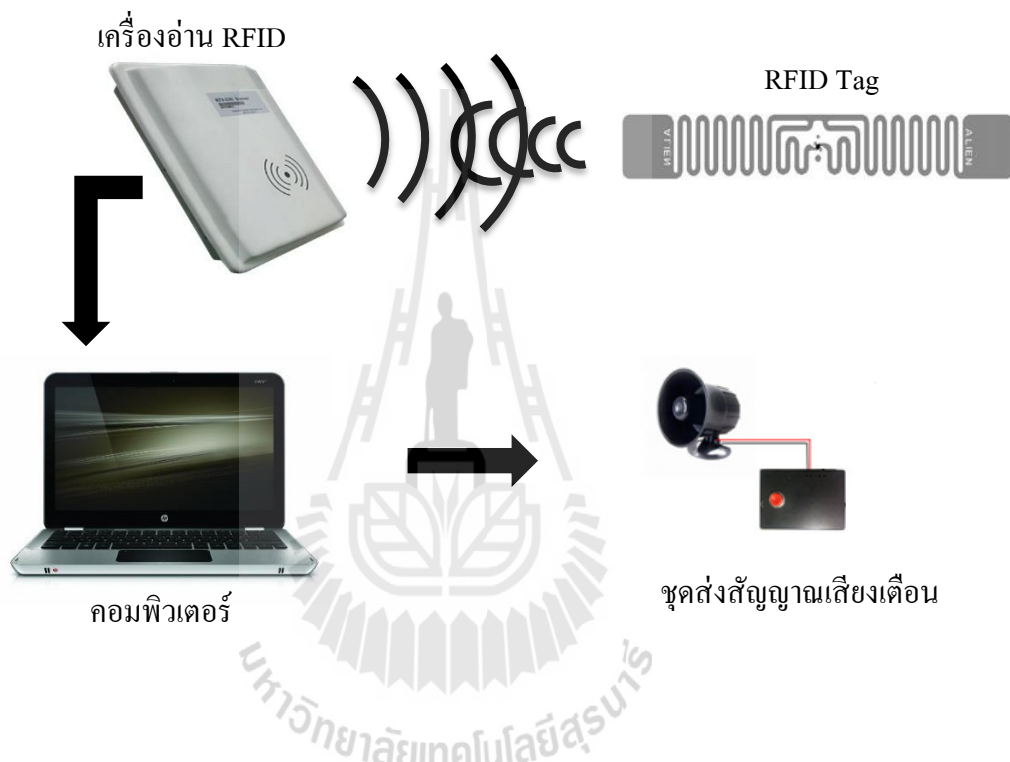 เครื่องอ่าน RFID
RFID Tag
ALIEN
ALIEN
hp
คอมพิวเตอร์
ชุดส่งสัญญาณเสียงเตือน
มหาวิทยาลัยเทคโนโลยีสุรนารี